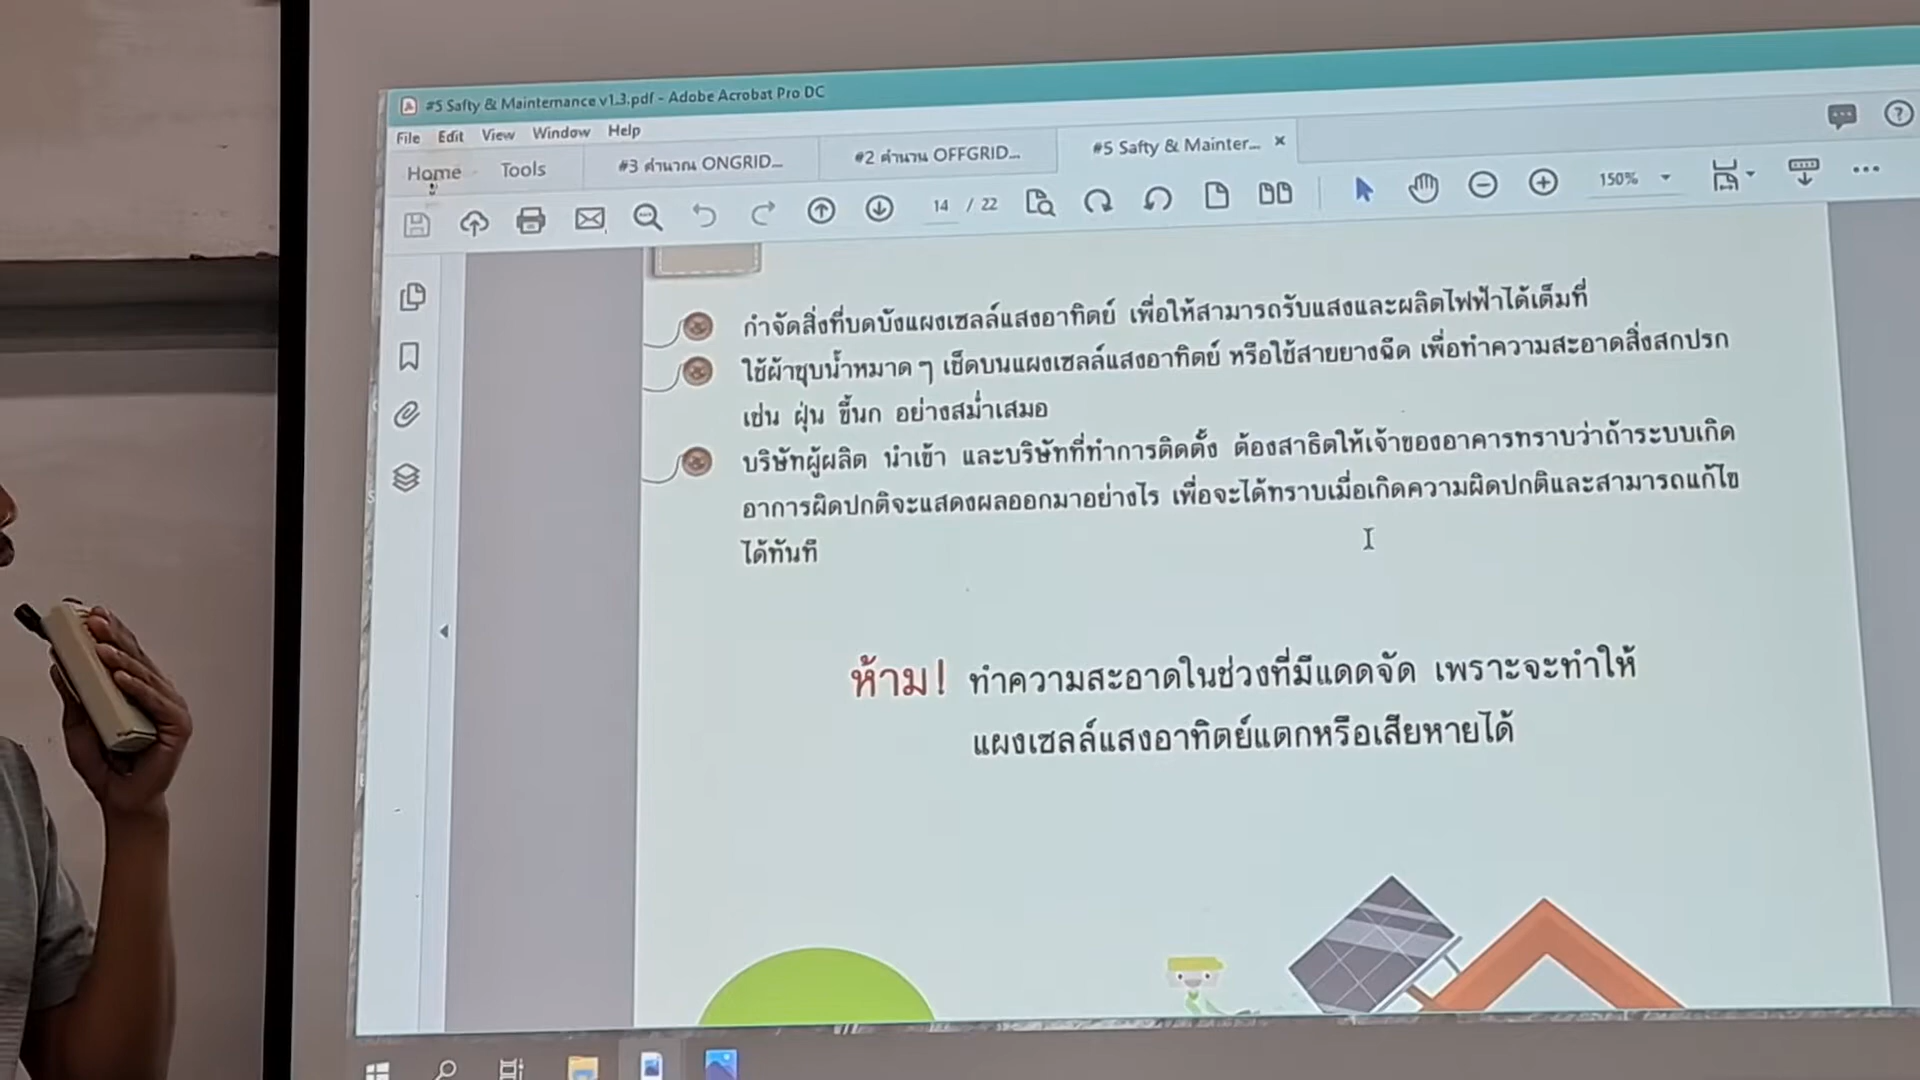 #5 Safty & Mainternance v1.3.pdf - Adobe Acrobat Pro DC
File Edit View Window Help
Home Tools #3 คำนวณ ONGRID... #2 คำนวน OFFGRID... #5 Safty & Mainter... ×
14 / 22 150%
กำจัดสิ่งที่บดบังแผงเซลล์แสงอาทิตย์ เพื่อให้สามารถรับแสงและผลิตไฟฟ้าได้เต็มที่
ใช้ผ้าชุบน้ำหมาด ๆ เช็ดบนแผงเซลล์แสงอาทิตย์ หรือใช้สายยางฉีด เพื่อทำความสะอาดสิ่งสกปรก
เช่น ฝุ่น ขี้นก อย่างสม่ำเสมอ
บริษัทผู้ผลิต นำเข้า และบริษัทที่ทำการติดตั้ง ต้องสาธิตให้เจ้าของอาคารทราบว่าถ้าระบบเกิด
อาการผิดปกติจะแสดงผลออกมาอย่างไร เพื่อจะได้ทราบเมื่อเกิดความผิดปกติและสามารถแก้ไข
ได้ทันที
ห้าม! ทำความสะอาดในช่วงที่มีแดดจัด เพราะจะทำให้
แผงเซลล์แสงอาทิตย์แตกหรือเสียหายได้